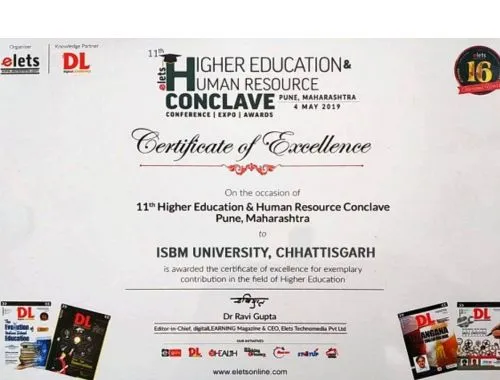 Organiser
Knowledge Partner
elets
DL
11th
elets
HIGHER EDUCATION &
HUMAN RESOURCE
CONCLAVE
PUNE, MAHARASHTRA
4 MAY 2019
CONFERENCE | EXPO | AWARDS
16
Certificate of Excellence
On the occasion of
11th Higher Education & Human Resource Conclave
Pune, Maharashtra
to
ISBM UNIVERSITY, CHHATTISGARH
is awarded the certificate of excellence for exemplary
contribution in the field of Higher Education
Dr Ravi Gupta
Editor-in-Chief, digitalLEARNING Magazine & CEO, Elets Technomedia Pvt Ltd
OUR INITIATIVES
DL
eHEALTH
www.eletsonline.com
DL
The
Evolution of
Indian School
Education
DL
DL
DL